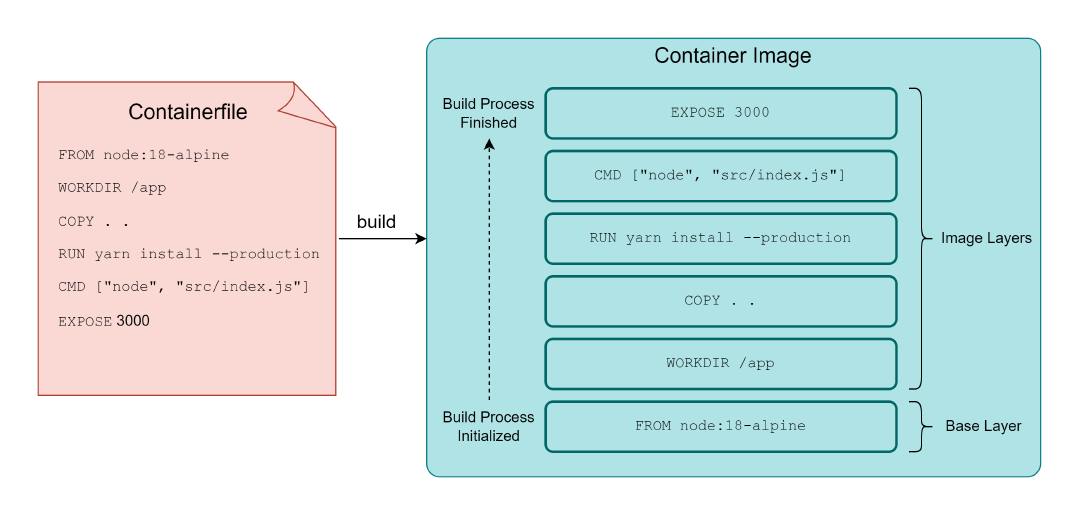 Containerfile
FROM node:18-alpine
WORKDIR /app
COPY . .
RUN yarn install --production
CMD ["node", "src/index.js"]
EXPOSE 3000
build
Container Image
Build Process
Finished
EXPOSE 3000
CMD ["node", "src/index.js"]
RUN yarn install --production
COPY . .
WORKDIR /app
Image Layers
Build Process
Initialized
FROM node:18-alpine
Base Layer